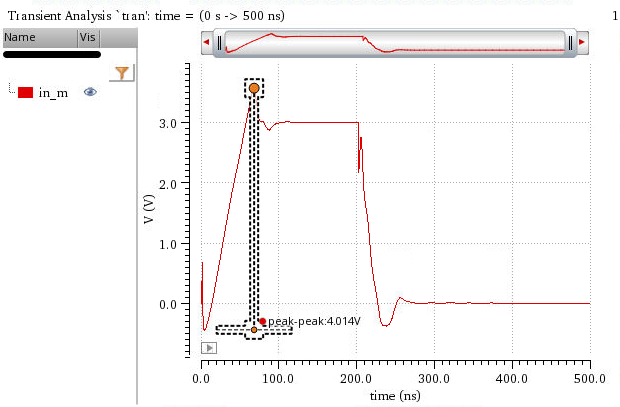 Transient Analysis `tran': time = (0 s -> 500 ns)
1
Name Vis
in_m
V (V)
3.0
2.0
1.0
0.0
peak-peak:4.014V
0.0 100.0 200.0 300.0 400.0 500.0
time (ns)